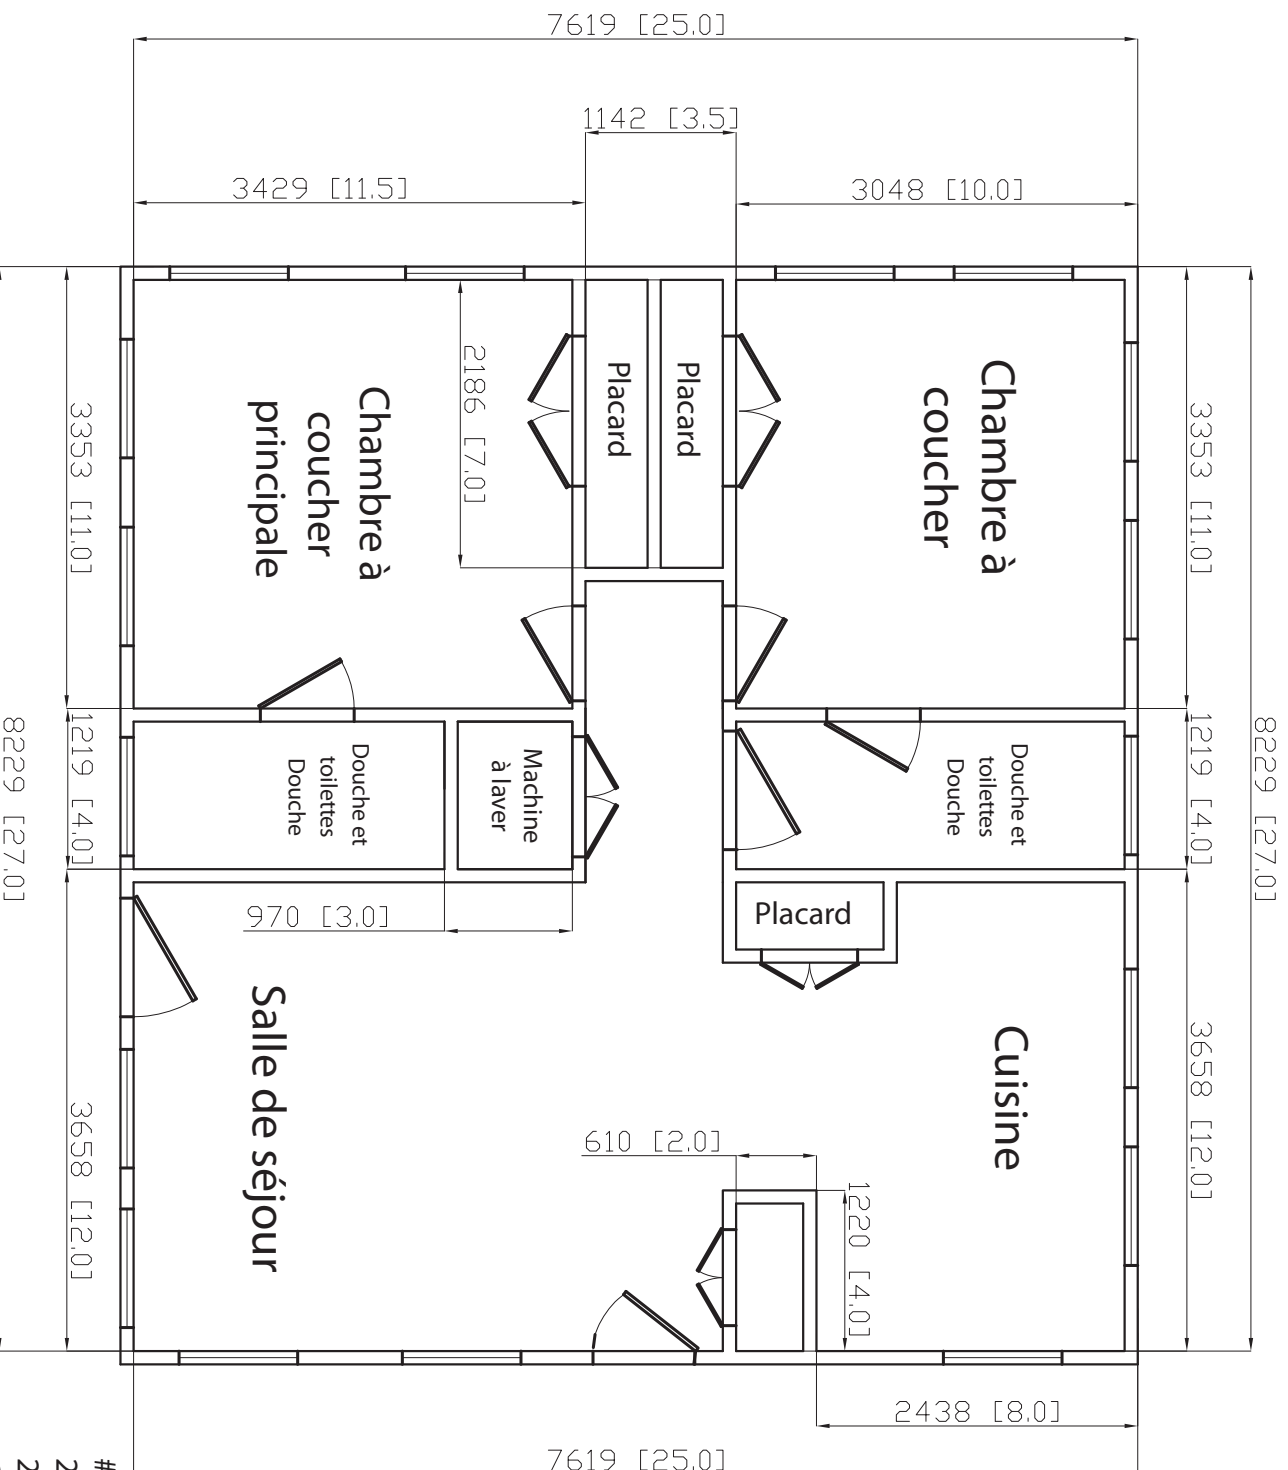 7619 [25.0]
1142 [3.5]
3429 [11.5]
3048 [10.0]
8229 [27.0]
3353 [11.0]
1219 [4.0]
3658 [12.0]
Chambre à
coucher
Placard
Placard
2186 [7.0]
Chambre à
coucher
principale
3353 [11.0]
1219 [4.0]
3658 [12.0]
8229 [27.0]
Douche et
toilettes
Douche
Machine
à laver
Douche et
toilettes
Douche
Placard
970 [3.0]
Salle de séjour
Cuisine
610 [2.0]
1220 [4.0]
2438 [8.0]
7619 [25.0]
#
2
2